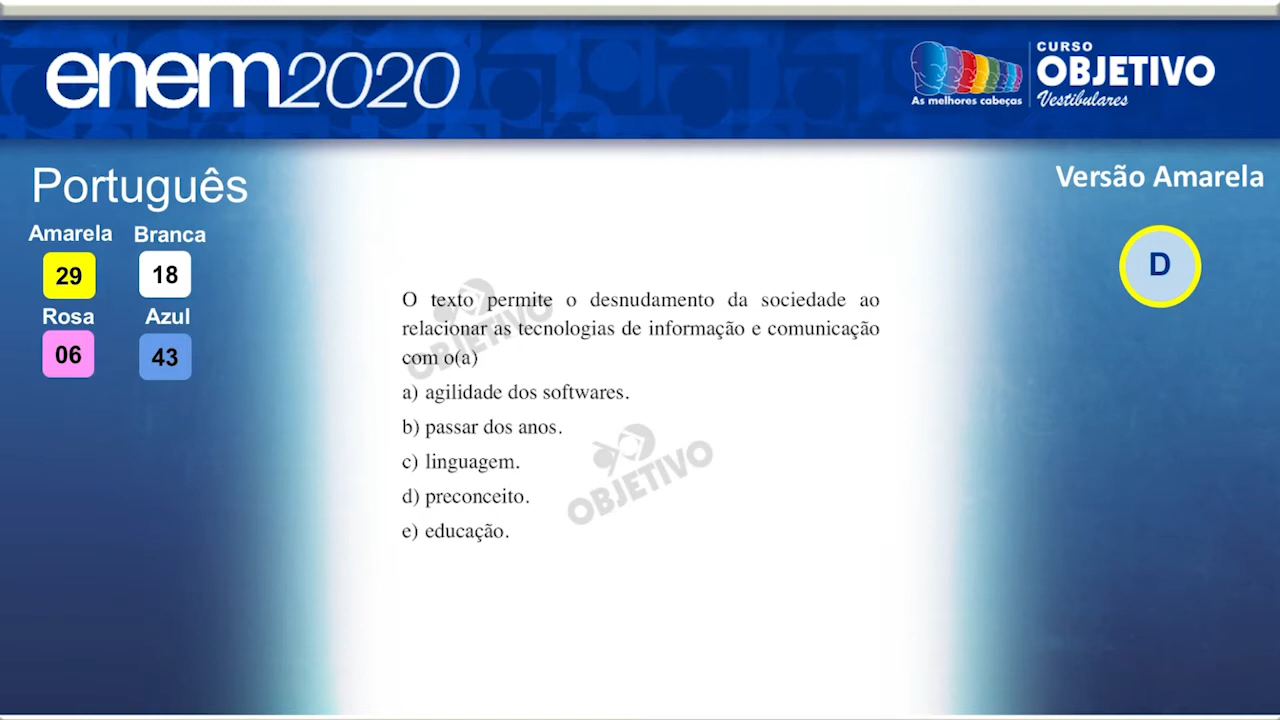 enem2020
CURSO
OBJETIVO
As melhores cabeças
Vestibulares
Português
Versão Amarela
Amarela Branca
29 18
Rosa Azul
06 43
D
O texto permite o desnudamento da sociedade ao
relacionar as tecnologias de informação e comunicação
com o(a)
a) agilidade dos softwares.
b) passar dos anos.
c) linguagem.
d) preconceito.
e) educação.
OBJETIVO
OBJETIVO